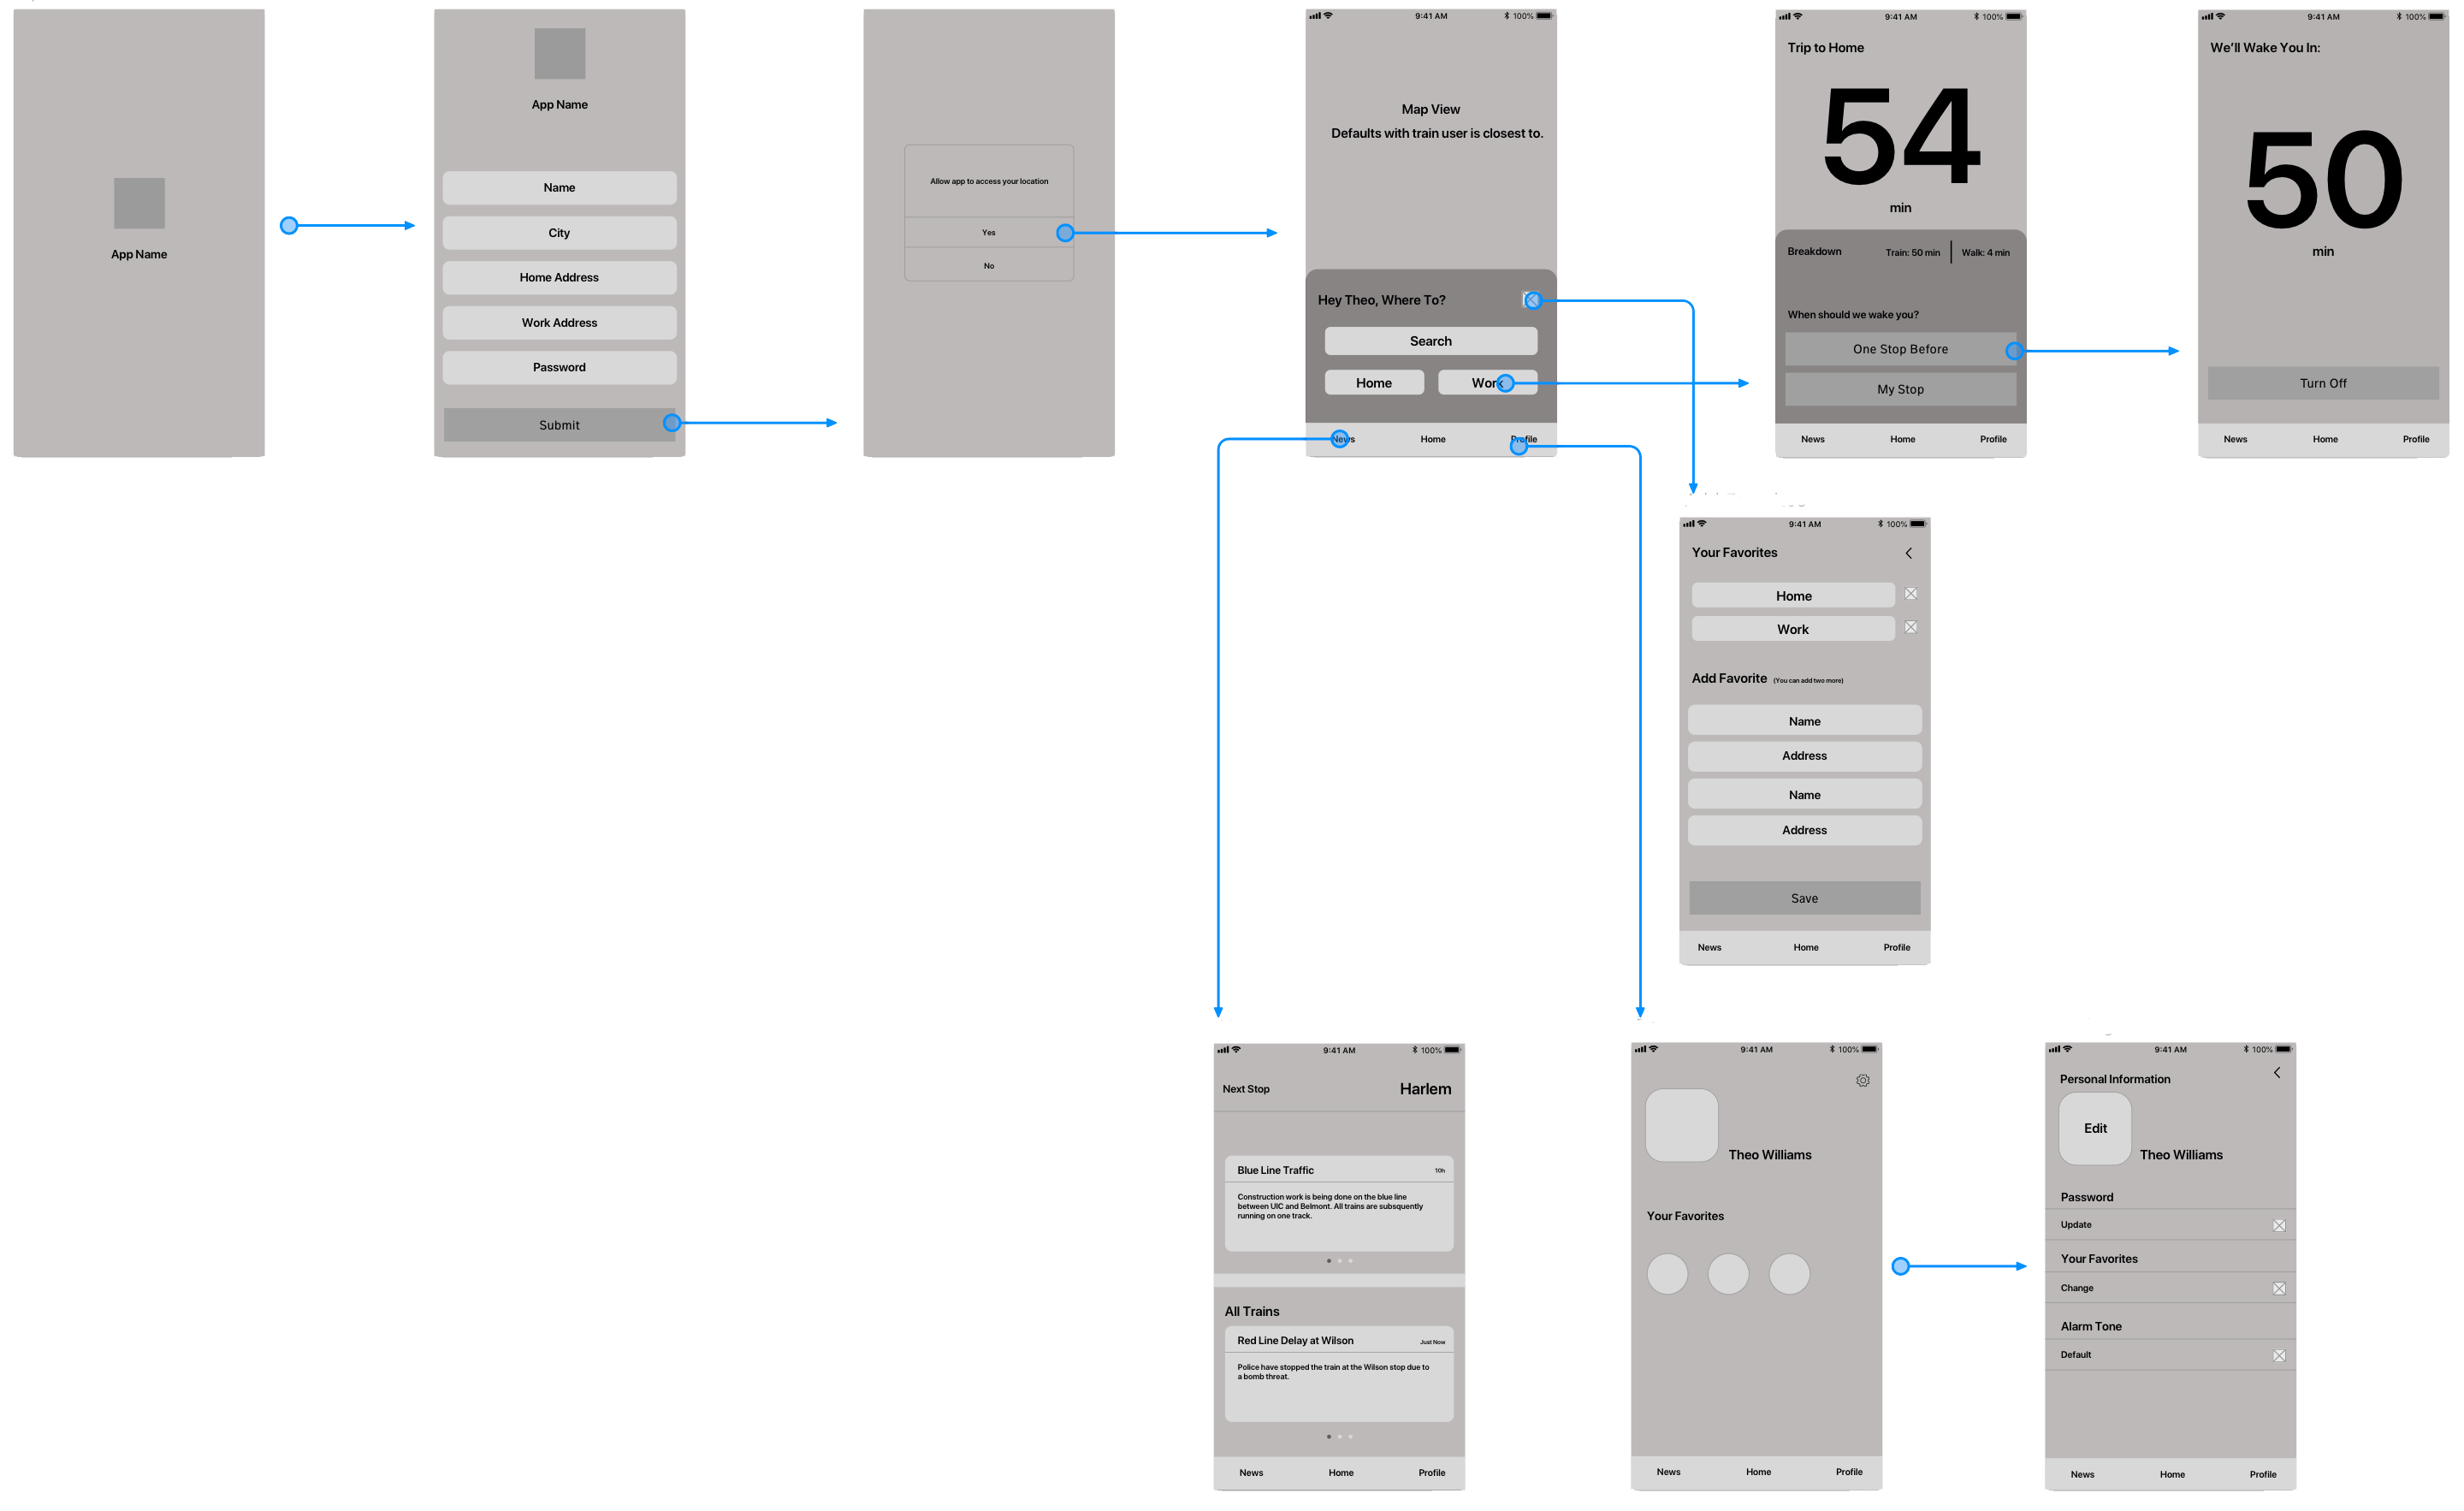 App Name
App Name
Name
City
Home Address
Work Address
Password
Submit
Allow app to access your location
Yes
No
9:41 AM 100%
Map View
Defaults with train user is closest to.
Hey Theo, Where To?
Search
Home Work
News Home Profile
9:41 AM 100%
Trip to Home
54
min
Breakdown Train: 50 min Walk: 4 min
When should we wake you?
One Stop Before
My Stop
News Home Profile
9:41 AM 100%
We'll Wake You In:
50
min
Turn Off
News Home Profile
9:41 AM 100%
Your Favorites
Home
Work
Add Favorite (You can add two more)
Name
Address
Name
Address
Save
News Home Profile
9:41 AM 100%
Next Stop Harlem
Blue Line Traffic 10h
Construction work is being done on the blue line
between UIC and Belmont. All trains are subsquently
running on one track.
All Trains
Red Line Delay at Wilson Just Now
Police have stopped the train at the Wilson stop due to
a bomb threat.
News Home Profile
9:41 AM 100%
Theo Williams
Your Favorites
News Home Profile
9:41 AM 100%
Personal Information
Edit
Theo Williams
Password
Update
Your Favorites
Change
Alarm Tone
Default
News Home Profile